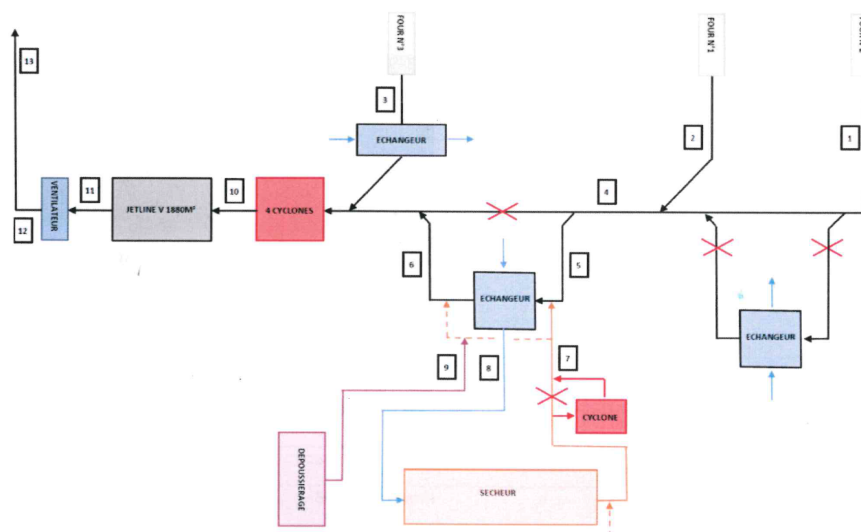 FOUR N°3
FOUR N°1
13
3
2
1
ECHANGEUR
4
VENTILATEUR
11
10
JETLINE V 1880M²
4 CYCLONES
12
6
5
ECHANGEUR
ECHANGEUR
9
8
7
CYCLONE
DEPOUSSIERAGE
SECHEUR